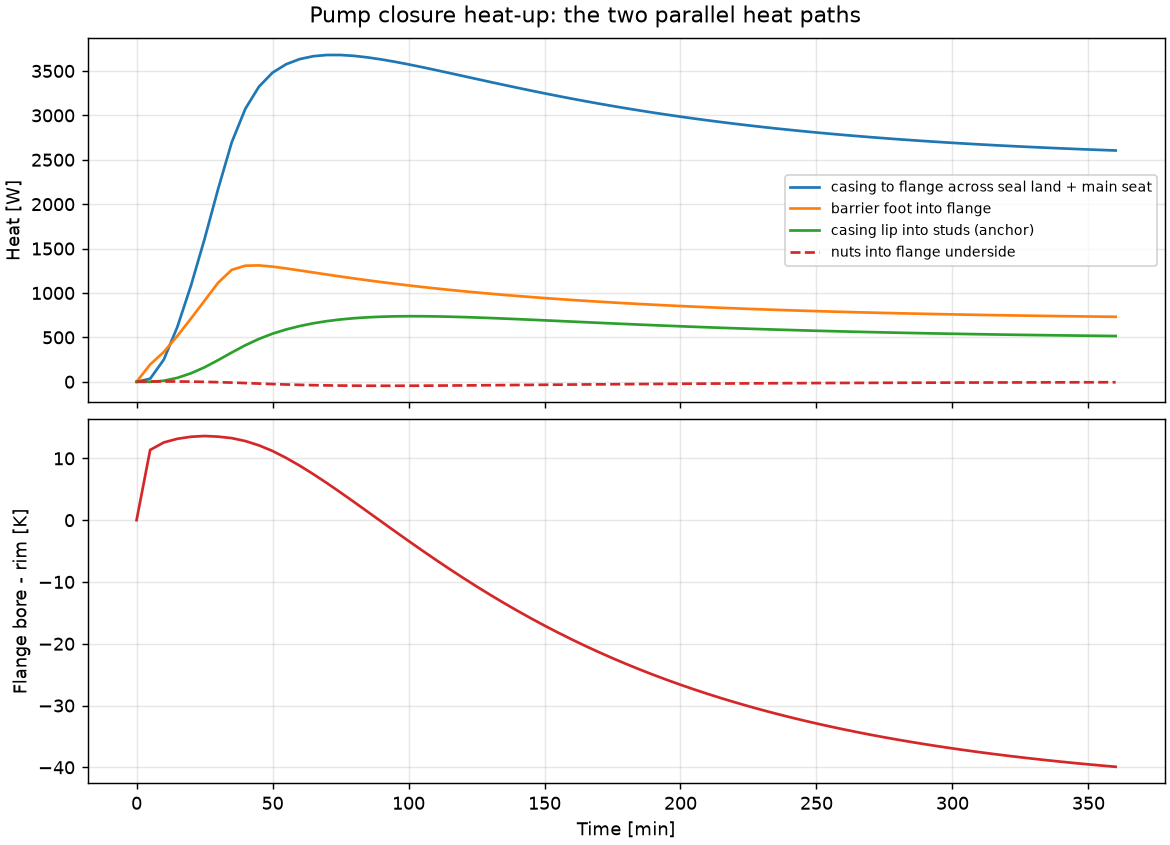 Pump closure heat-up: the two parallel heat paths
Heat [W]
3500
3000
2500
2000
1500
1000
500
0
casing to flange across seal land + main seat
barrier foot into flange
casing lip into studs (anchor)
nuts into flange underside
Flange bore - rim [K]
10
0
−10
−20
−30
−40
0 50 100 150 200 250 300 350
Time [min]